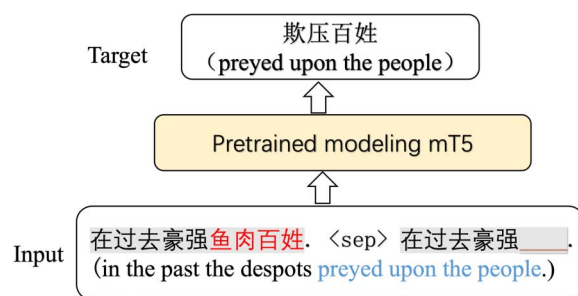 Target
欺压百姓
（preyed upon the people）
Pretrained modeling mT5
Input
在过去豪强鱼肉百姓. <sep> 在过去豪强____.
(in the past the despots preyed upon the people.)